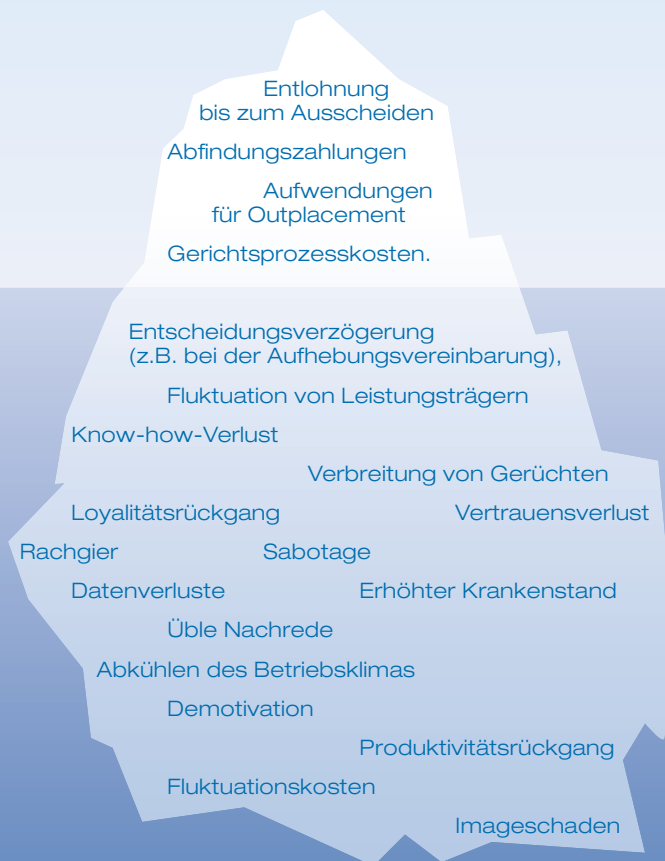 Entlohnung
bis zum Ausscheiden
Abfindungszahlungen
Aufwendungen
für Outplacement
Gerichtsprozesskosten.
Entscheidungsverzögerung
(z.B. bei der Aufhebungsvereinbarung),
Fluktuation von Leistungsträgern
Know-how-Verlust
Verbreitung von Gerüchten
Loyalitätsrückgang Vertrauensverlust
Rachgier Sabotage
Datenverluste Erhöhter Krankenstand
Üble Nachrede
Abkühlen des Betriebsklimas
Demotivation
Produktivitätsrückgang
Fluktuationskosten
Imageschaden